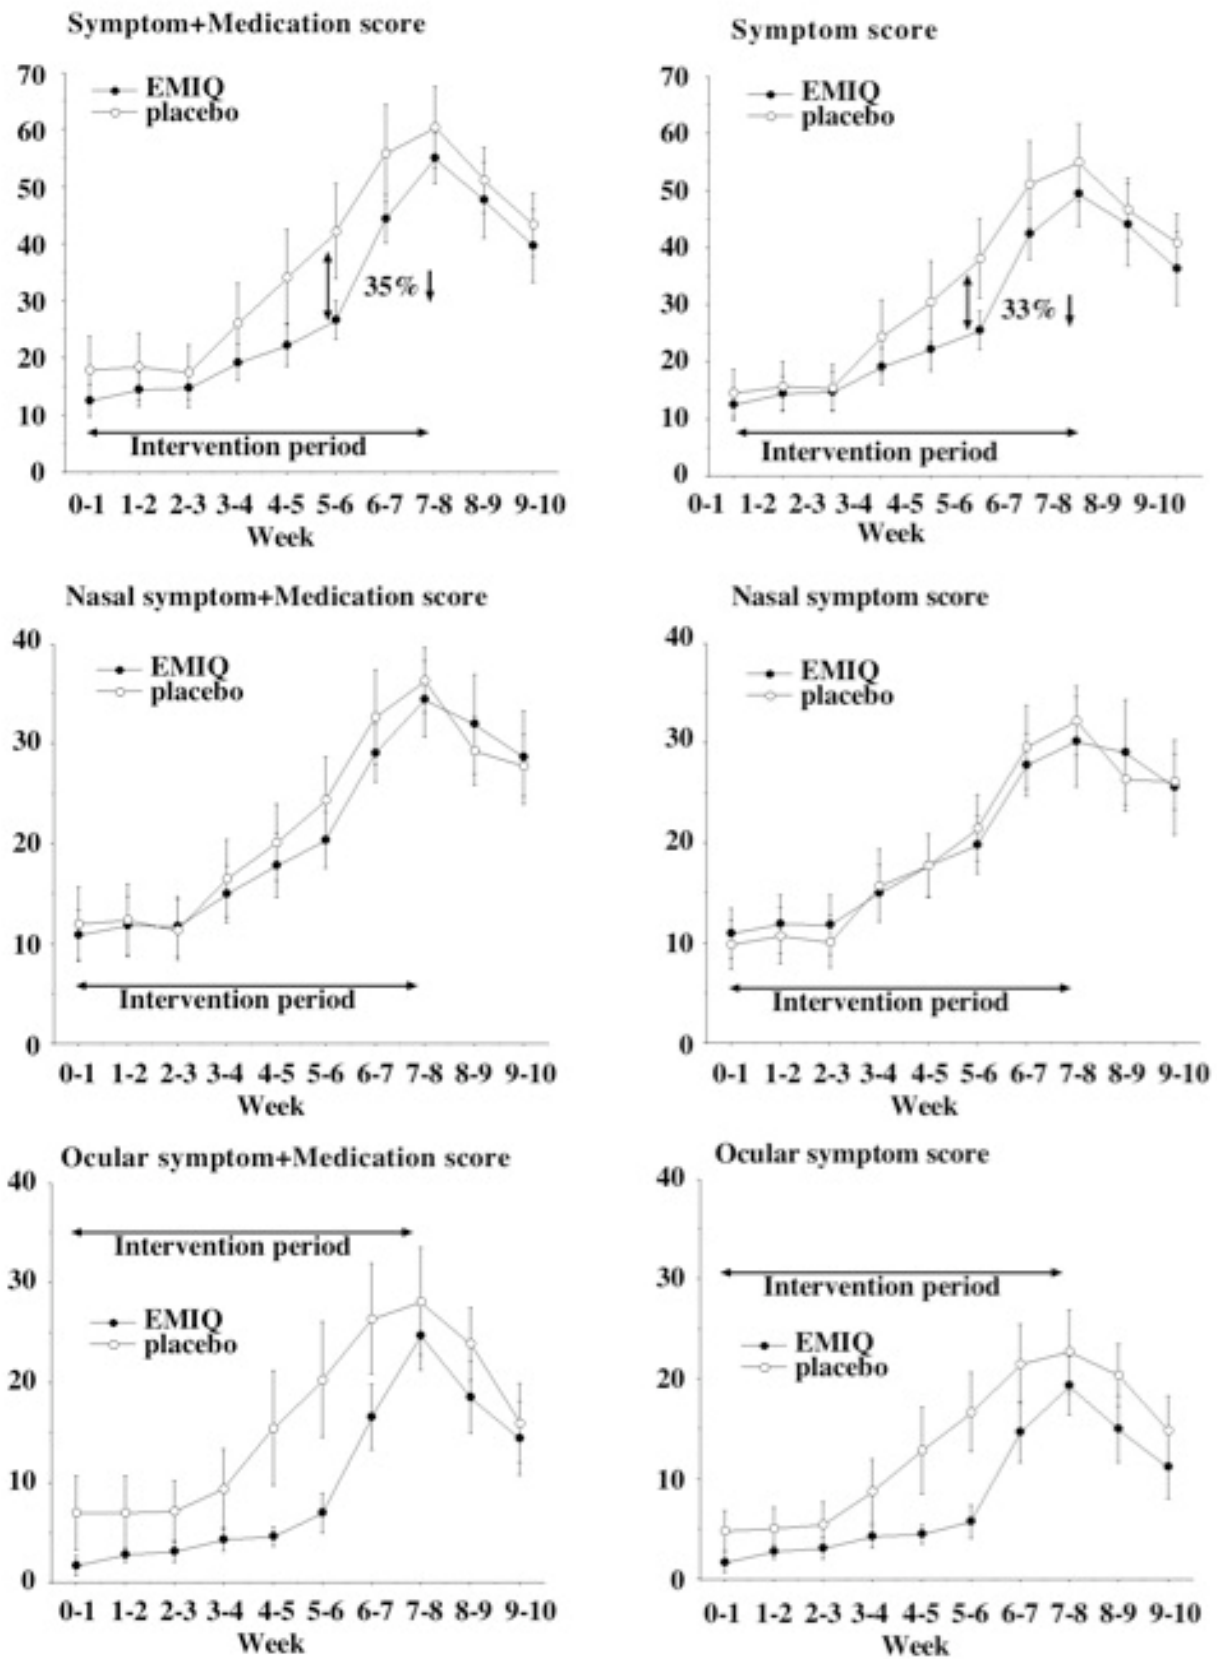 Symptom+Medication score
70
60
50
40
30
20
10
0
EMIQ
placebo
35%
Intervention period
0-1 1-2 2-3 3-4 4-5 5-6 6-7 7-8 8-9 9-10
Week
Symptom score
70
60
50
40
30
20
10
0
EMIQ
placebo
33%
Intervention period
0-1 1-2 2-3 3-4 4-5 5-6 6-7 7-8 8-9 9-10
Week
Nasal symptom+Medication score
40
30
20
10
0
EMIQ
placebo
Intervention period
0-1 1-2 2-3 3-4 4-5 5-6 6-7 7-8 8-9 9-10
Week
Nasal symptom score
40
30
20
10
0
EMIQ
placebo
Intervention period
0-1 1-2 2-3 3-4 4-5 5-6 6-7 7-8 8-9 9-10
Week
Ocular symptom+Medication score
40
30
20
10
0
Intervention period
EMIQ
placebo
0-1 1-2 2-3 3-4 4-5 5-6 6-7 7-8 8-9 9-10
Week
Ocular symptom score
40
30
20
10
0
Intervention period
EMIQ
placebo
0-1 1-2 2-3 3-4 4-5 5-6 6-7 7-8 8-9 9-10
Week